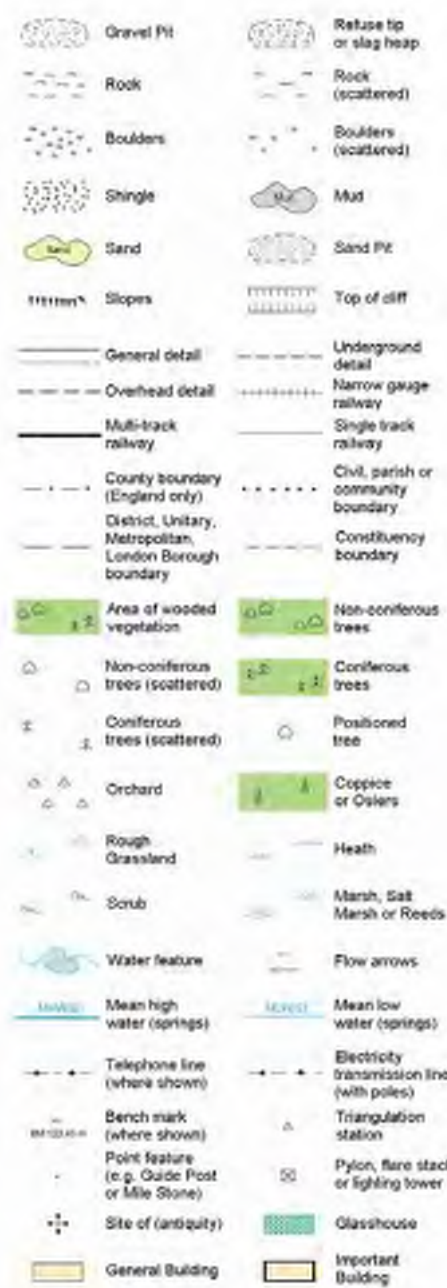 Gravel Pit
Refuse tip
or slag heap
Rock
Rock
(scattered)
Boulders
Boulders
(scattered)
Shingle
Mud
Mud
Sand
Sand
Sand Pit
Slopes
Top of cliff
General detail
Underground
detail
Overhead detail
Narrow gauge
railway
Multi-track
railway
Single track
railway
County boundary
(England only)
Civil, parish or
community
boundary
District, Unitary,
Metropolitan,
London Borough
boundary
Constituency
boundary
Area of wooded
vegetation
Non-coniferous
trees
Non-coniferous
trees (scattered)
Coniferous
trees
Coniferous
trees (scattered)
Positioned
tree
Orchard
Coppice
or Osiers
Rough
Grassland
Heath
Scrub
Marsh, Salt
Marsh or Reeds
Water feature
Flow arrows
Mean high
water (springs)
Mean low
water (springs)
Telephone line
(where shown)
Electricity
transmission line
(with poles)
Bench mark
(where shown)
Triangulation
station
Point feature
(e.g. Guide Post
or Mile Stone)
Pylon, flare stack
or lighting tower
Site of (antiquity)
Glasshouse
General Building
Important
Building